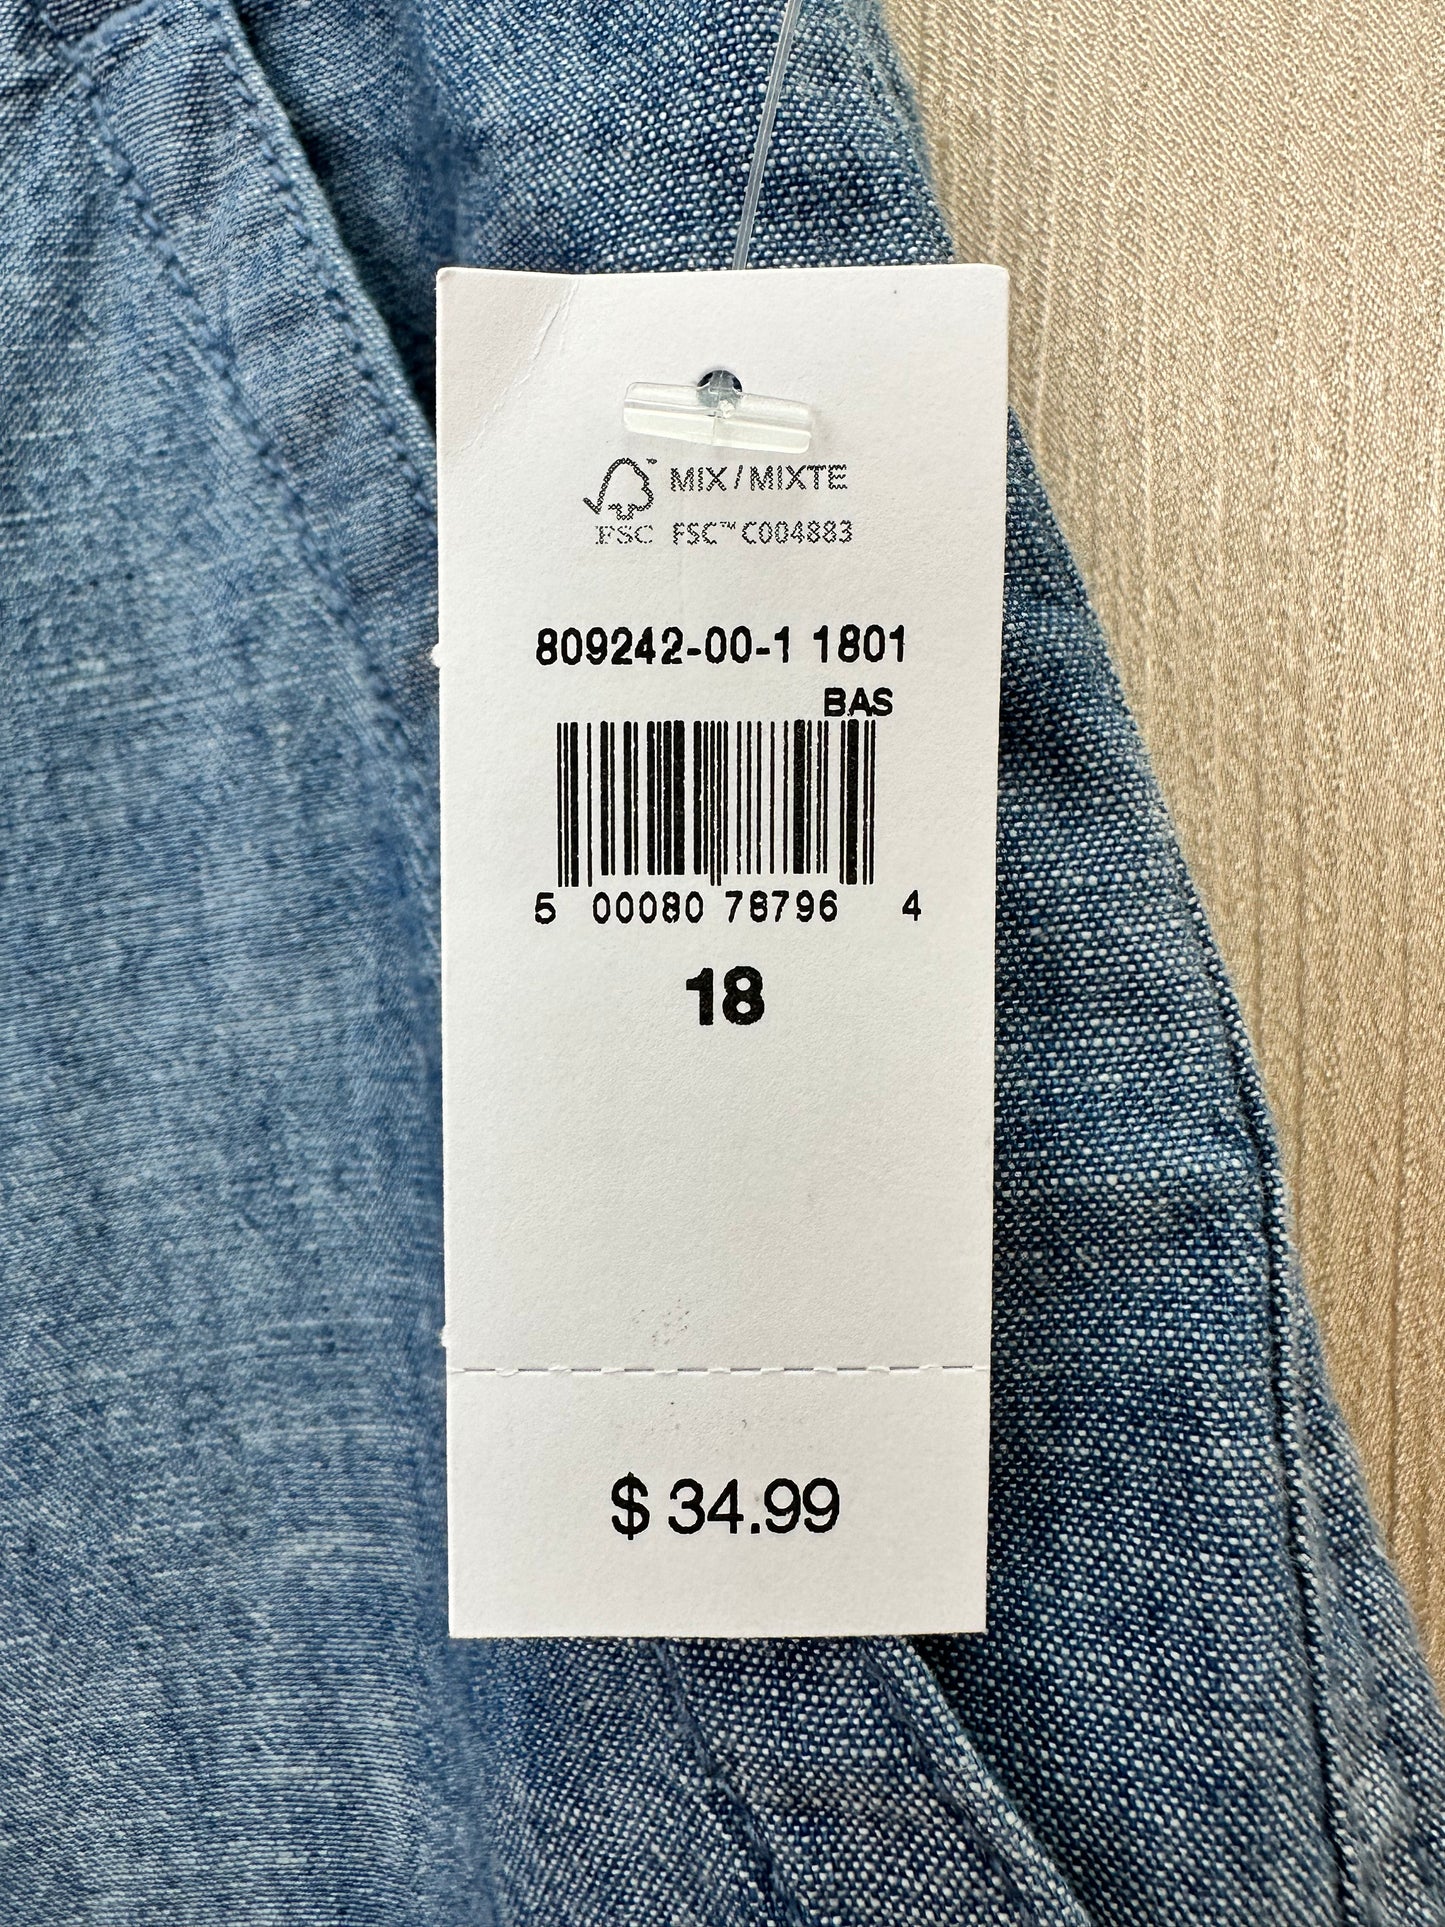 MIX / MIXTE
FSC FSC™ C004883
809242-00-1 1801
BAS
5 00080 78796 4
18
$ 34.99